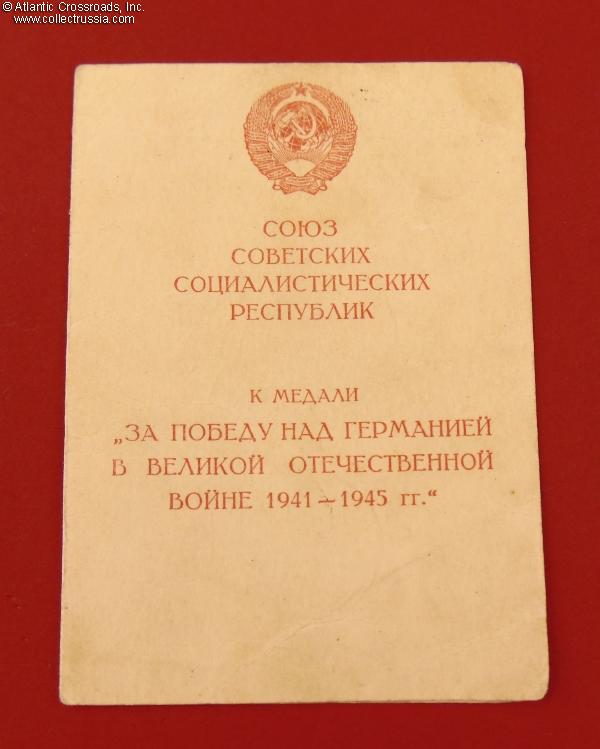 © Atlantic Crossroads, Inc.
www.collectrussia.com
СОЮЗ
СОВЕТСКИХ
СОЦИАЛИСТИЧЕСКИХ
РЕСПУБЛИК
К МЕДАЛИ
„ЗА ПОБЕДУ НАД ГЕРМАНИЕЙ
В ВЕЛИКОЙ ОТЕЧЕСТВЕННОЙ
ВОЙНЕ 1941—1945 гг.“